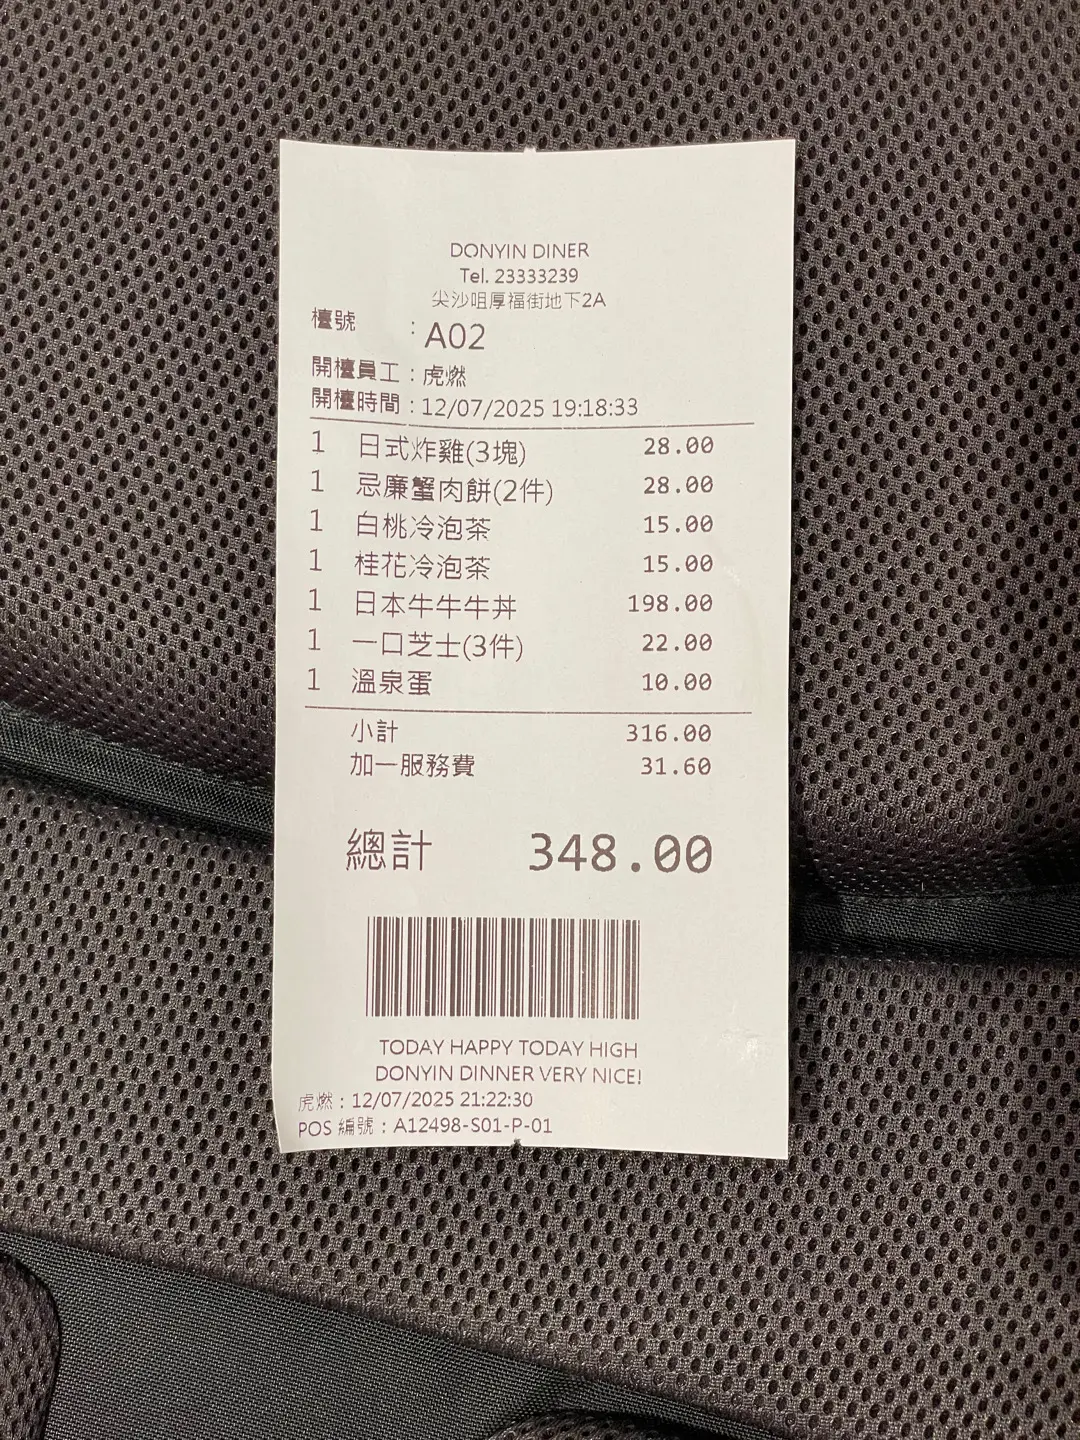 DONYIN DINER
Tel. 23333239
尖沙咀厚福街地下2A
檯號 : A02
開檯員工 : 虎燃
開檯時間 : 12/07/2025 19:18:33
1 日式炸雞(3塊) 28.00
1 忌廉蟹肉餅(2件) 28.00
1 白桃冷泡茶 15.00
1 桂花冷泡茶 15.00
1 日本牛牛牛丼 198.00
1 一口芝士(3件) 22.00
1 溫泉蛋 10.00
小計 316.00
加一服務費 31.60
總計 348.00
TODAY HAPPY TODAY HIGH
DONYIN DINNER VERY NICE!
虎燃 : 12/07/2025 21:22:30
POS 編號 : A12498-S01-P-01